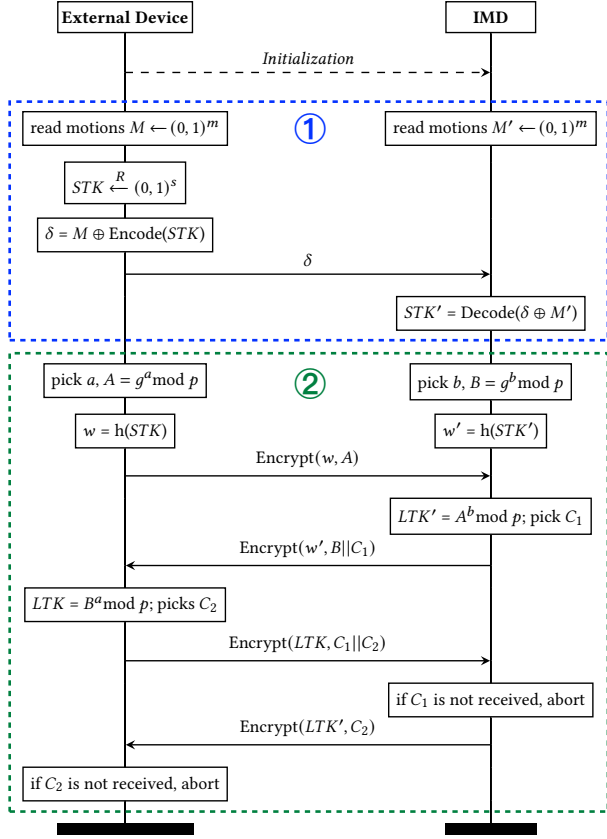 External Device
IMD
Initialization
①
read motions M ← (0, 1)^m
read motions M′ ← (0, 1)^m
STK ←^R (0, 1)^s
δ = M ⊕ Encode(STK)
δ
STK′ = Decode(δ ⊕ M′)
②
pick a, A = g^a mod p
pick b, B = g^b mod p
w = h(STK)
w′ = h(STK′)
Encrypt(w, A)
LTK′ = A^b mod p; pick C₁
Encrypt(w′, B||C₁)
LTK = B^a mod p; picks C₂
Encrypt(LTK, C₁||C₂)
if C₁ is not received, abort
Encrypt(LTK′, C₂)
if C₂ is not received, abort